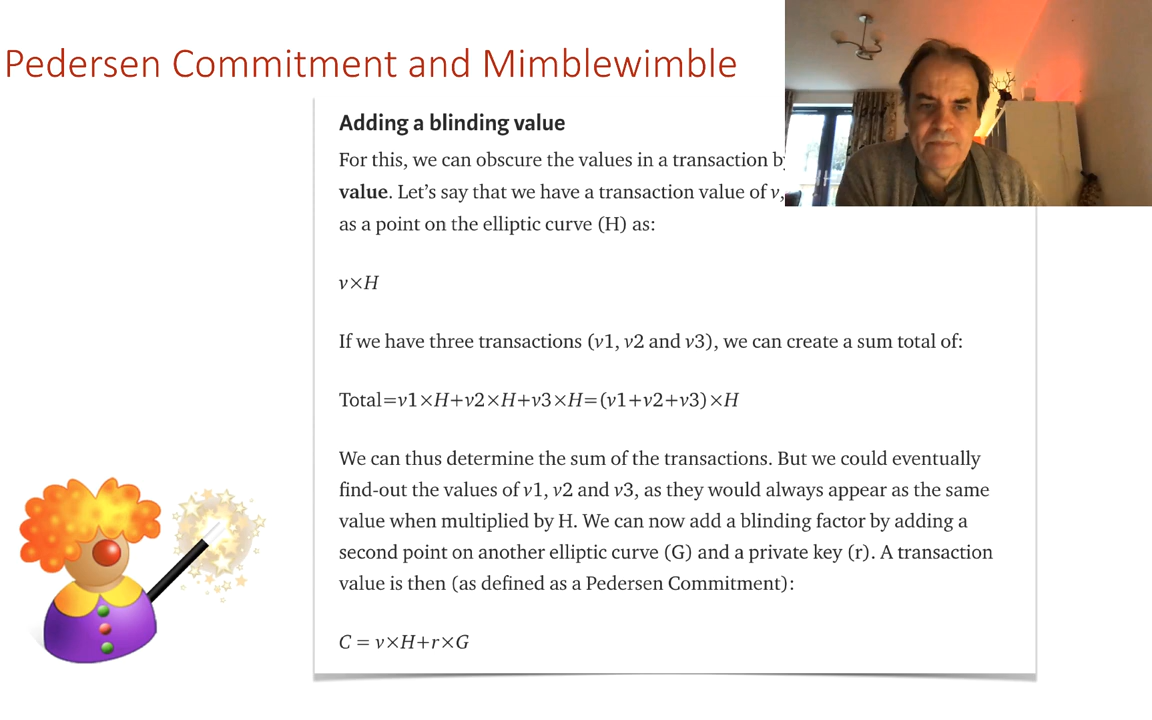 Pedersen Commitment and Mimblewimble
Adding a blinding value
For this, we can obscure the values in a transaction
value. Let’s say that we have a transaction value of v,
as a point on the elliptic curve (H) as:
v×H
If we have three transactions (v1, v2 and v3), we can create a sum total of:
Total=v1×H+v2×H+v3×H=(v1+v2+v3)×H
We can thus determine the sum of the transactions. But we could eventually
find-out the values of v1, v2 and v3, as they would always appear as the same
value when multiplied by H. We can now add a blinding factor by adding a
second point on another elliptic curve (G) and a private key (r). A transaction
value is then (as defined as a Pedersen Commitment):
C = v×H+r×G